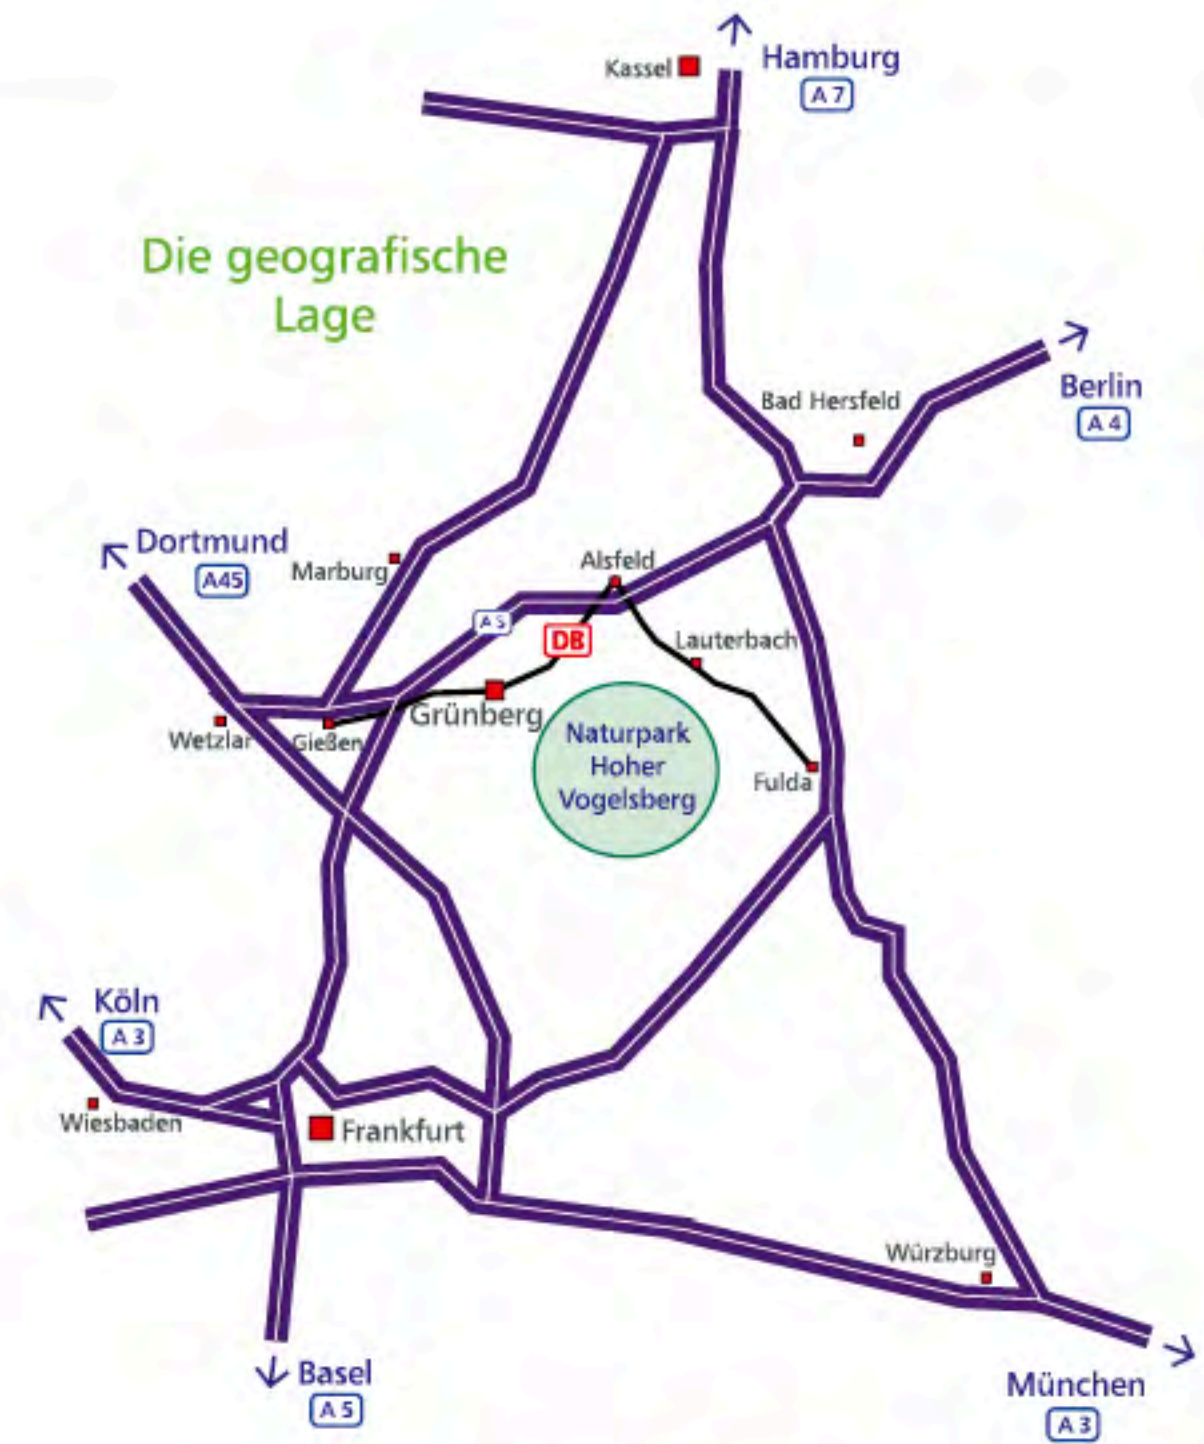 Kassel
Hamburg
A 7
Die geografische
Lage
Berlin
A 4
Bad Hersfeld
Dortmund
A45
Marburg
Alsfeld
A 5
DB
Lauterbach
Grünberg
Wetzlar
Gießen
Naturpark
Hoher
Vogelsberg
Fulda
Köln
A 3
Wiesbaden
Frankfurt
Würzburg
Basel
A 5
München
A 3